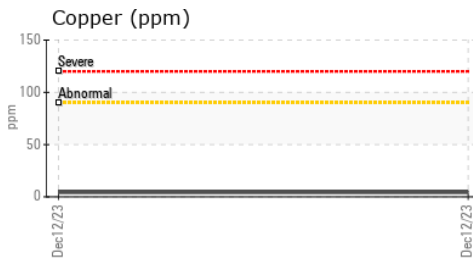 Copper (ppm)
150
Severe
100
Abnormal
ppm
50
0
Dec12/23
Dec12/23